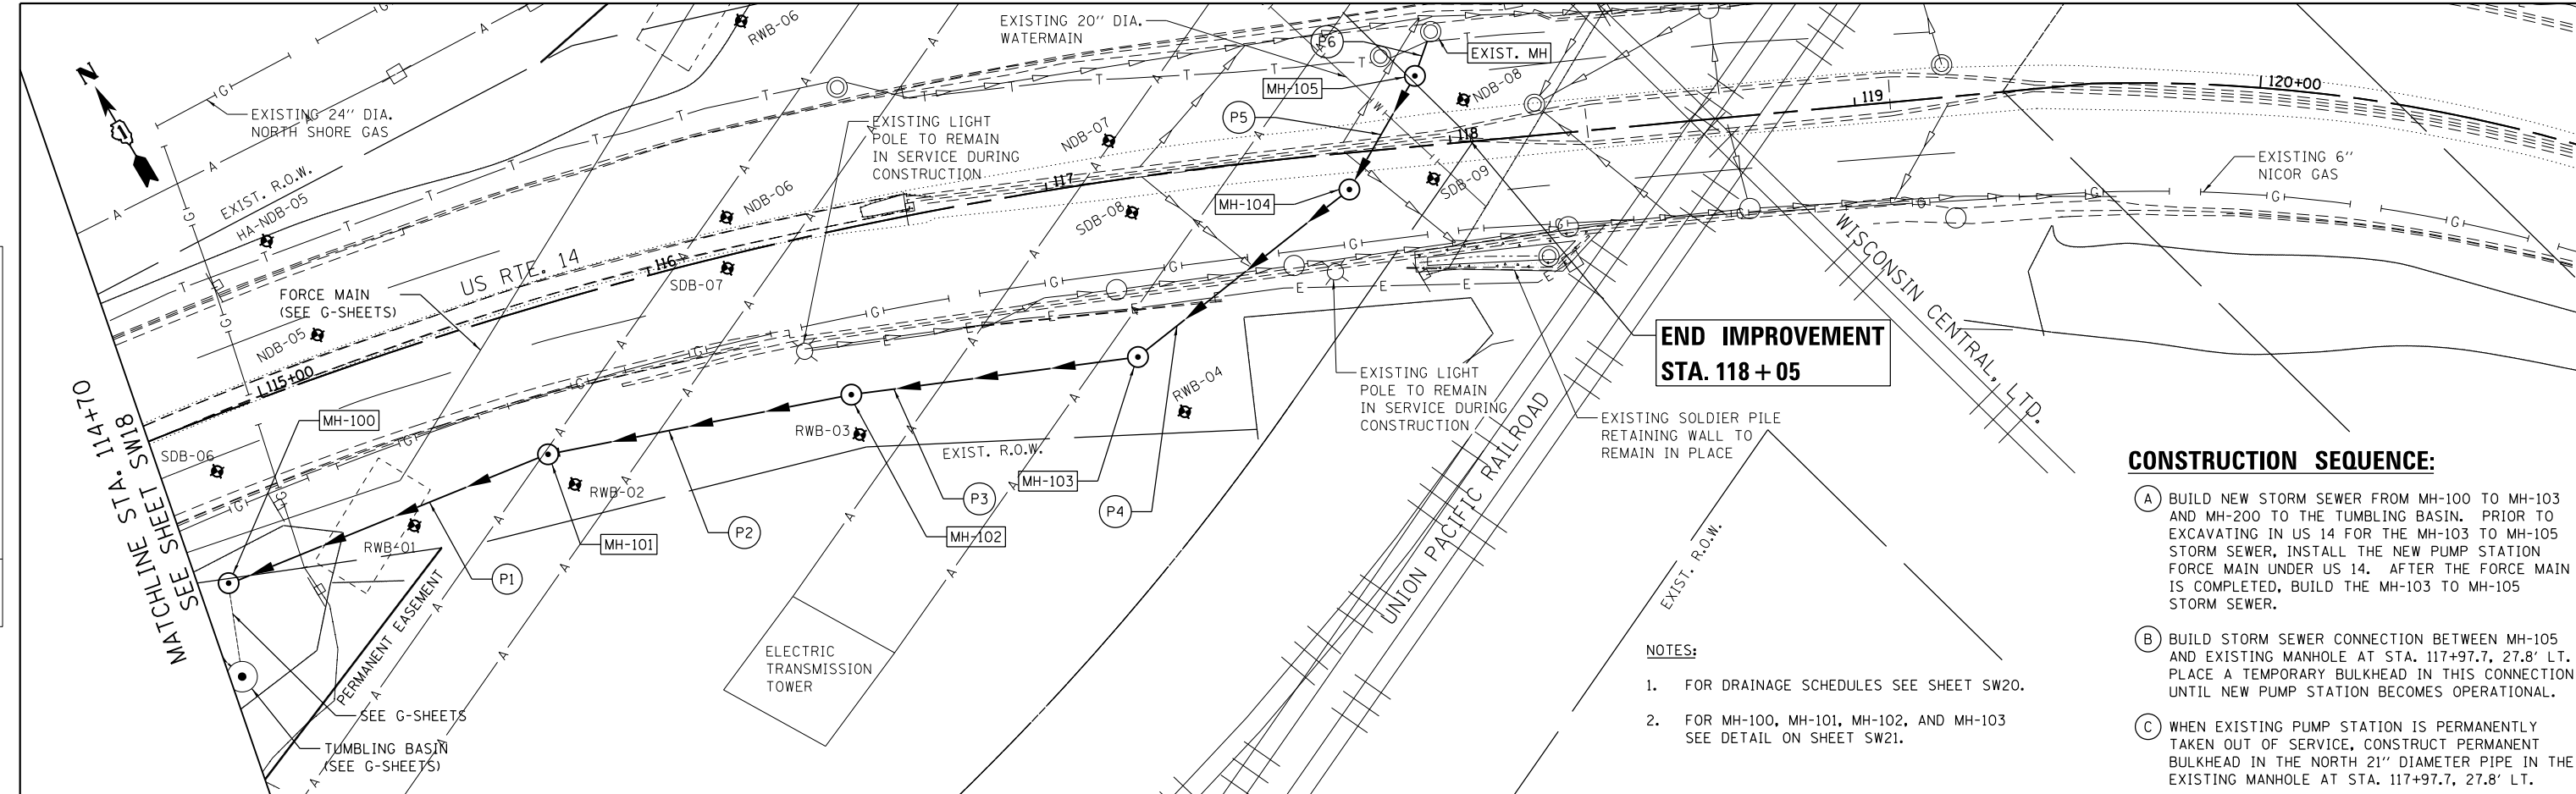 RWB-06
EXISTING 20" DIA.
WATERMAIN
P6
EXIST. MH
MH-105
NDB-08
N
EXISTING 24" DIA.
NORTH SHORE GAS
EXISTING LIGHT
POLE TO REMAIN
IN SERVICE DURING
CONSTRUCTION
NDB-07
P5
118
119
120+00
EXISTING 6"
NICOR GAS
EXIST. R.O.W.
HA-NDB-05
NDB-06
117
SDB-08
MH-104
SDB-09
US RTE. 14
116
SDB-07
FORCE MAIN
(SEE G-SHEETS)
NDB-05
115+00
WISCONSIN CENTRAL, LTD.
END IMPROVEMENT
STA. 118 + 05
MATCHLINE STA. 114+70
SEE SHEET SW18
MH-100
SDB-06
RWB-04
EXISTING LIGHT
POLE TO REMAIN
IN SERVICE DURING
CONSTRUCTION
EXISTING SOLDIER PILE
RETAINING WALL TO
REMAIN IN PLACE
RWB-03
EXIST. R.O.W.
MH-103
RWB-02
P3
P4
P2
MH-102
MH-101
RWB-01
P1
PERMANENT EASEMENT
UNION PACIFIC RAILROAD
EXIST. R.O.W.
ELECTRIC
TRANSMISSION
TOWER
SEE G-SHEETS
TUMBLING BASIN
(SEE G-SHEETS)
NOTES:
1. FOR DRAINAGE SCHEDULES SEE SHEET SW20.
2. FOR MH-100, MH-101, MH-102, AND MH-103
SEE DETAIL ON SHEET SW21.
CONSTRUCTION SEQUENCE:
A BUILD NEW STORM SEWER FROM MH-100 TO MH-103
AND MH-200 TO THE TUMBLING BASIN. PRIOR TO
EXCAVATING IN US 14 FOR THE MH-103 TO MH-105
STORM SEWER, INSTALL THE NEW PUMP STATION
FORCE MAIN UNDER US 14. AFTER THE FORCE MAIN
IS COMPLETED, BUILD THE MH-103 TO MH-105
STORM SEWER.
B BUILD STORM SEWER CONNECTION BETWEEN MH-105
AND EXISTING MANHOLE AT STA. 117+97.7, 27.8' LT.
PLACE A TEMPORARY BULKHEAD IN THIS CONNECTION
UNTIL NEW PUMP STATION BECOMES OPERATIONAL.
C WHEN EXISTING PUMP STATION IS PERMANENTLY
TAKEN OUT OF SERVICE, CONSTRUCT PERMANENT
BULKHEAD IN THE NORTH 21" DIAMETER PIPE IN THE
EXISTING MANHOLE AT STA. 117+97.7, 27.8' LT.